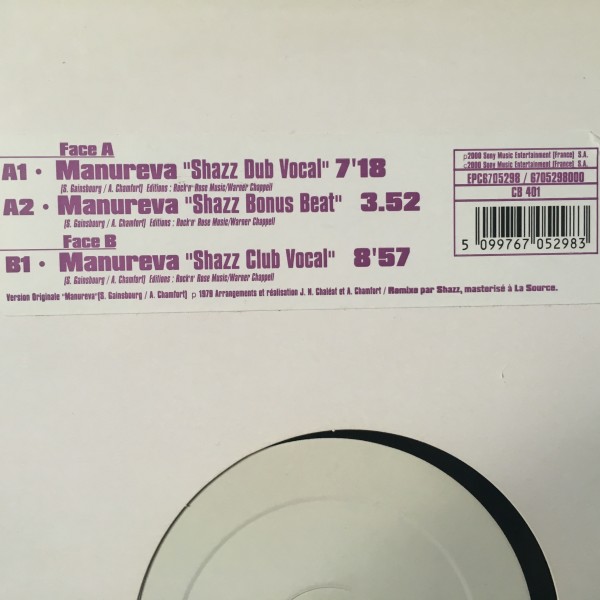 Face A
A1 • Manureva "Shazz Dub Vocal" 7'18
[S. Gainsbourg / A. Chamfort] Editions : Rock'n' Rose Music/Warner Chappell
A2 • Manureva "Shazz Bonus Beat" 3.52
[S. Gainsbourg / A. Chamfort] Editions : Rock'n' Rose Music/Warner Chappell
Face B
B1 • Manureva "Shazz Club Vocal" 8'57
[S. Gainsbourg / A. Chamfort] Editions : Rock'n' Rose Music/Warner Chappell
Version Originale "Manureva"[S. Gainsbourg / A. Chamfort] p 1979 Arrangements et réalisation J. N. Chaléat et A. Chamfort / Remixe par Shazz, masterisé à La Source.
p2000 Sony Music Entertainment (France) S.A.
c2000 Sony Music Entertainment (France) S.A.
EPC6705298 / 6705298000
CB 401
5 099767 052983